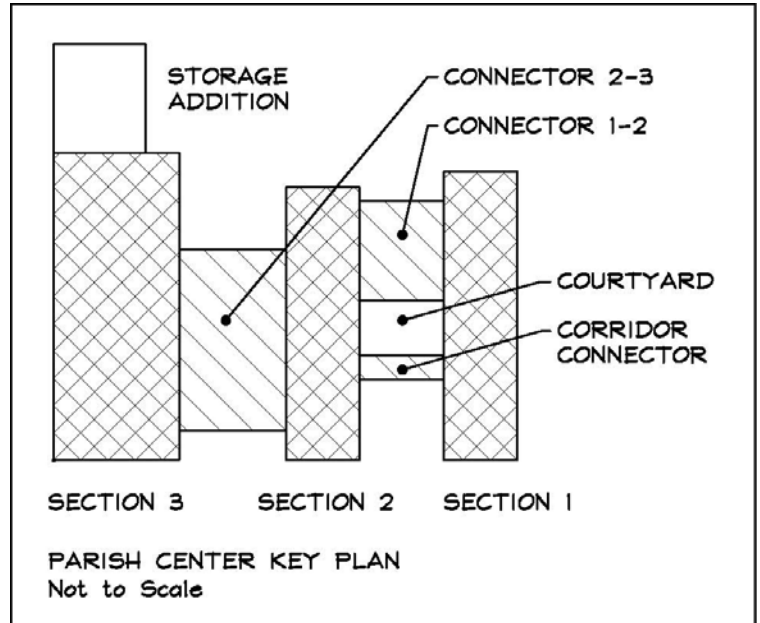 STORAGE
ADDITION
CONNECTOR 2-3
CONNECTOR 1-2
COURTYARD
CORRIDOR
CONNECTOR
SECTION 3
SECTION 2
SECTION 1
PARISH CENTER KEY PLAN
Not to Scale